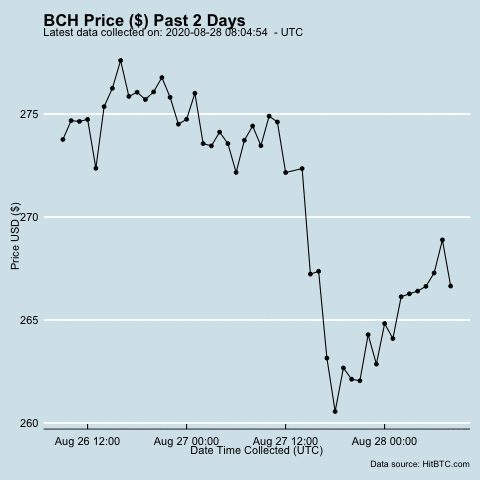 BCH Price ($) Past 2 Days
Latest data collected on: 2020-08-28 08:04:54 - UTC
275
270
265
260
Price USD ($)
Aug 26 12:00 Aug 27 00:00 Aug 27 12:00 Aug 28 00:00
Date Time Collected (UTC)
Data source: HitBTC.com